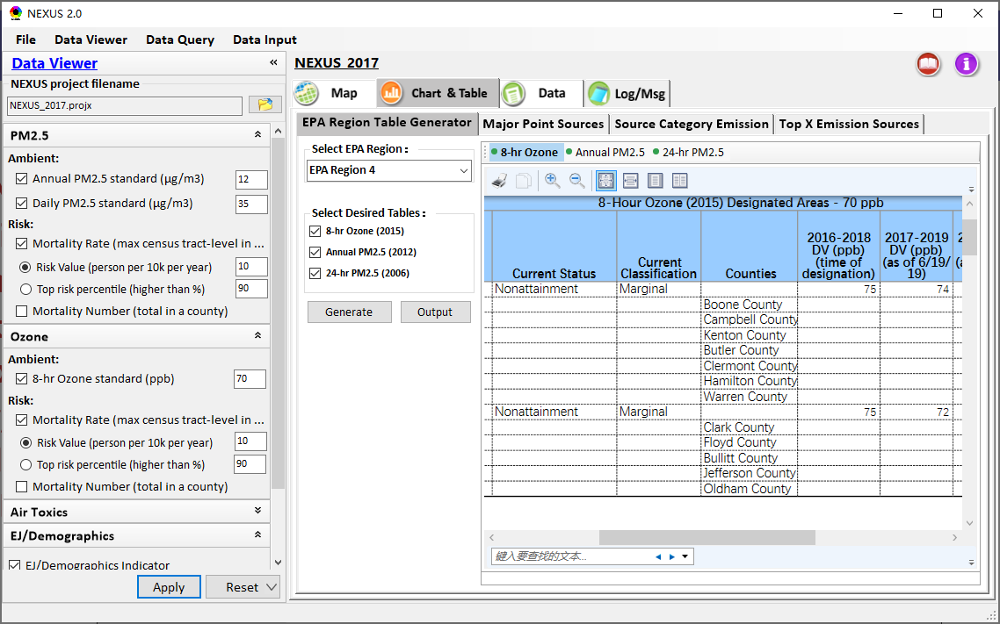 NEXUS 2.0
File Data Viewer Data Query Data Input
Data Viewer «
NEXUS project filename
NEXUS_2017.projx
PM2.5
Ambient:
Annual PM2.5 standard (µg/m3) 12
Daily PM2.5 standard (µg/m3) 35
Risk:
Mortality Rate (max census tract-level in ...
Risk Value (person per 10k per year) 10
Top risk percentile (higher than %) 90
Mortality Number (total in a county)
Ozone
Ambient:
8-hr Ozone standard (ppb) 70
Risk:
Mortality Rate (max census tract-level in ...
Risk Value (person per 10k per year) 10
Top risk percentile (higher than %) 90
Mortality Number (total in a county)
Air Toxics
EJ/Demographics
EJ/Demographics Indicator
Apply Reset
NEXUS_2017
Map Chart & Table Data Log/Msg
EPA Region Table Generator Major Point Sources Source Category Emission Top X Emission Sources
Select EPA Region:
EPA Region 4
Select Desired Tables:
8-hr Ozone (2015)
Annual PM2.5 (2012)
24-hr PM2.5 (2006)
Generate Output
8-hr Ozone Annual PM2.5 24-hr PM2.5
8-Hour Ozone (2015) Designated Areas - 70 ppb
Current Status Current Classification Counties 2016-2018 DV (ppb) (time of designation) 2017-2019 DV (ppb) (as of 6/19/19)
Nonattainment Marginal 75 74
Boone County
Campbell County
Kenton County
Butler County
Clermont County
Hamilton County
Warren County
Nonattainment Marginal 75 72
Clark County
Floyd County
Bullitt County
Jefferson County
Oldham County
键入要查找的文本...